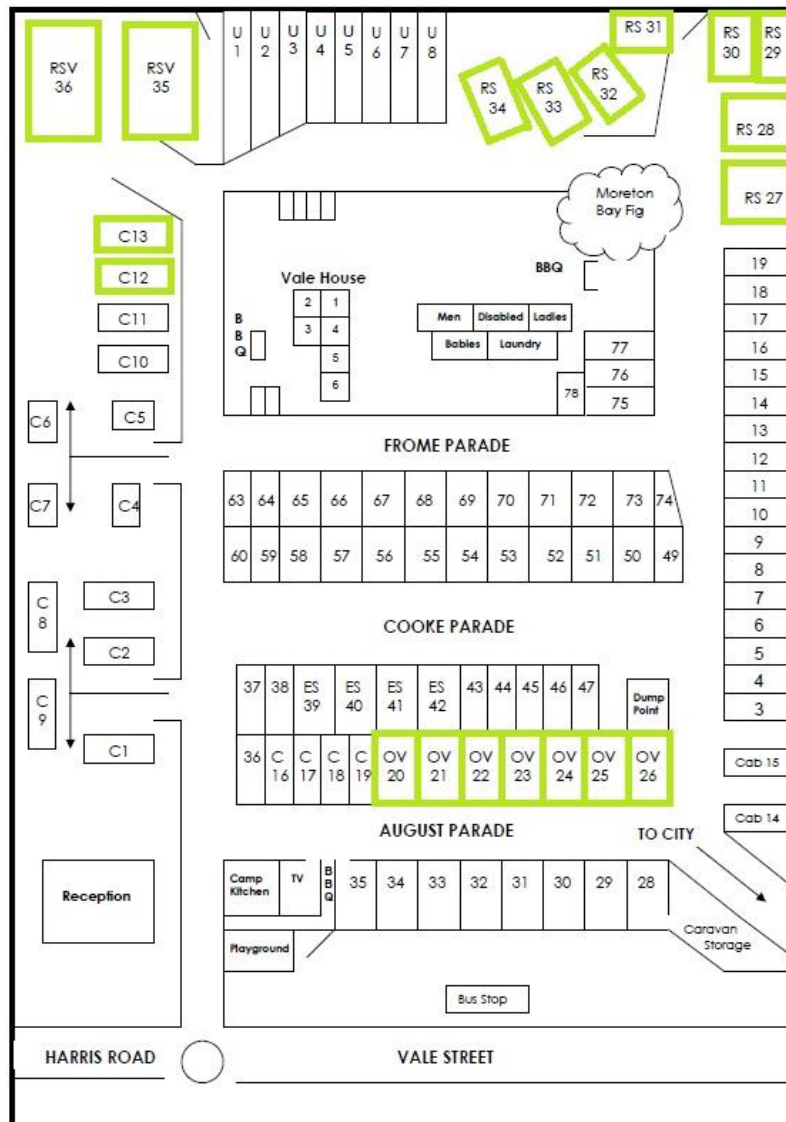 RSV
36
RSV
35
U
1
U
2
U
3
U
4
U
5
U
6
U
7
U
8
RS
34
RS
33
RS
32
RS 31
RS
30
RS
29
RS 28
RS 27
C13
C12
C11
C10
C6
C5
C7
C4
C
8
C3
C2
C
9
C1
Moreton
Bay Fig
BBQ
Vale House
B
B
Q
2 1
3 4
5
6
Men Disabled Ladies
Babies Laundry
77
76
75
78
19
18
17
16
15
14
13
12
11
10
9
8
7
6
5
4
3
FROME PARADE
63 64 65 66 67 68 69 70 71 72 73 74
60 59 58 57 56 55 54 53 52 51 50 49
COOKE PARADE
37
38
ES
39
ES
40
ES
41
ES
42
43
44
45
46
47
Dump
Point
36
C
16
C
17
C
18
C
19
OV
20
OV
21
OV
22
OV
23
OV
24
OV
25
OV
26
Cab 15
Cab 14
AUGUST PARADE
TO CITY
Reception
Camp
Kitchen
TV
B
B
Q
35 34 33 32 31 30 29 28
Playground
Caravan
Storage
Bus Stop
HARRIS ROAD
VALE STREET